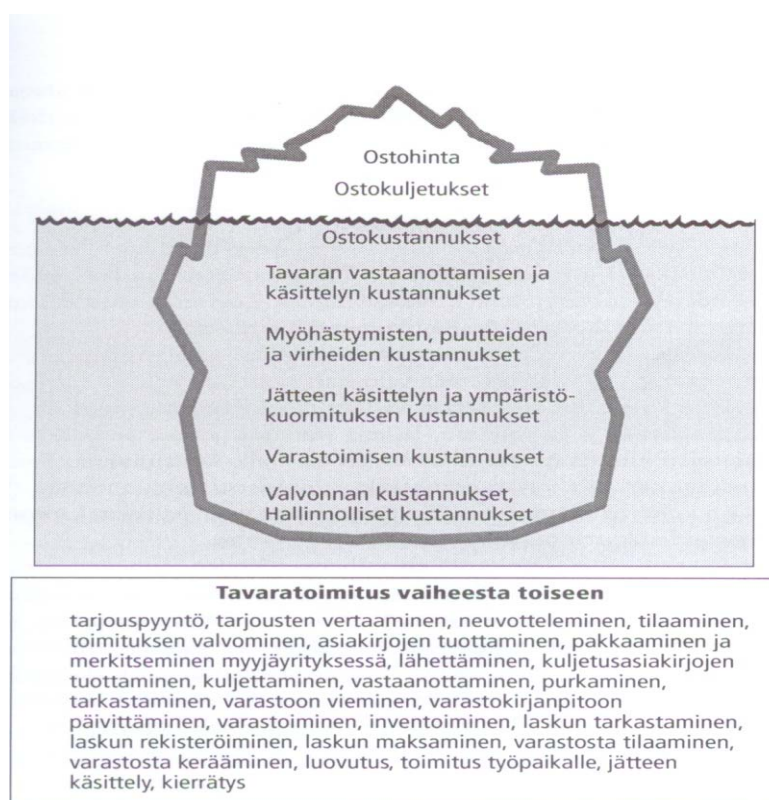 Ostohinta
Ostokuljetukset
Ostokustannukset
Tavaran vastaanottamisen ja
käsittelyn kustannukset
Myöhästymisten, puutteiden
ja virheiden kustannukset
Jätteen käsittelyn ja ympäristö-
kuormituksen kustannukset
Varastoimisen kustannukset
Valvonnan kustannukset,
Hallinnolliset kustannukset
Tavaratoimitus vaiheesta toiseen
tarjouspyyntö, tarjousten vertaaminen, neuvotteleminen, tilaaminen,
toimituksen valvominen, asiakirjojen tuottaminen, pakkaaminen ja
merkitseminen myyjäyrityksessä, lähettäminen, kuljetusasiakirjojen
tuottaminen, kuljettaminen, vastaanottaminen, purkaminen,
tarkastaminen, varastoon vieminen, varastokirjanpitoon
päivittäminen, varastoiminen, inventoiminen, laskun tarkastaminen,
laskun rekisteröiminen, laskun maksaminen, varastosta tilaaminen,
varastosta kerääminen, luovutus, toimitus työpaikalle, jätteen
käsittely, kierrätys